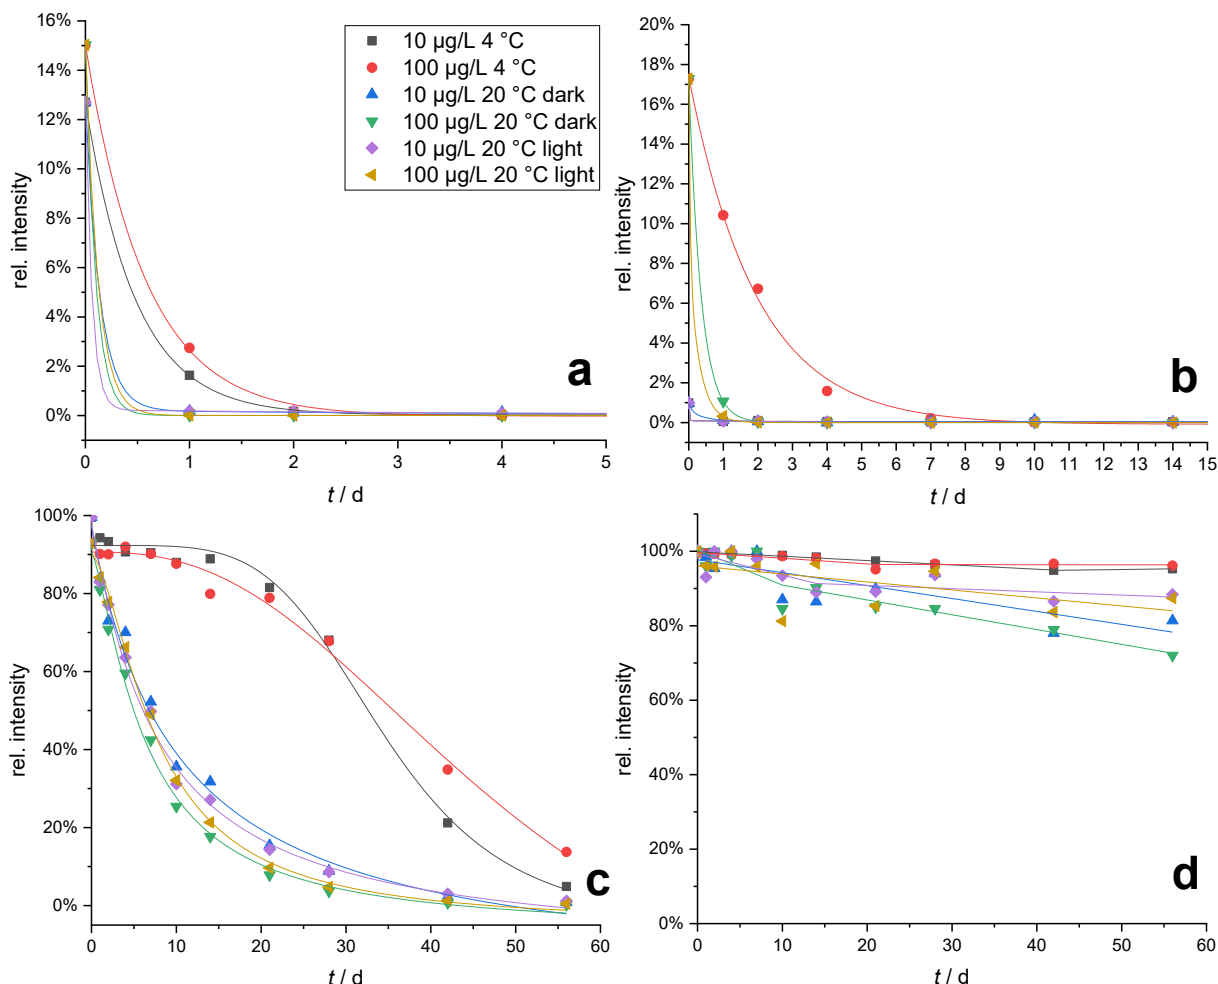 16%
14%
12%
10%
8%
6%
4%
2%
0%
rel. intensity
0
1
2
3
4
5
t / d
10 µg/L 4 °C
100 µg/L 4 °C
10 µg/L 20 °C dark
100 µg/L 20 °C dark
10 µg/L 20 °C light
100 µg/L 20 °C light
a
20%
18%
16%
14%
12%
10%
8%
6%
4%
2%
0%
rel. intensity
0 1 2 3 4 5 6 7 8 9 10 11 12 13 14 15
t / d
b
100%
80%
60%
40%
20%
0%
rel. intensity
0 10 20 30 40 50 60
t / d
c
100%
80%
60%
40%
20%
0%
rel. intensity
0 10 20 30 40 50 60
t / d
d